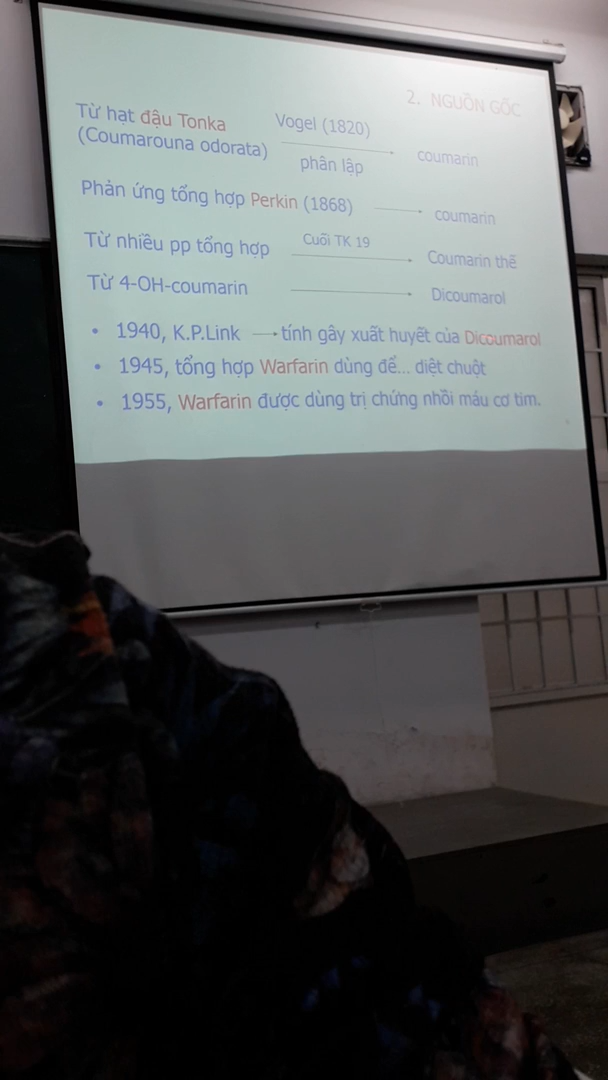 2. NGUỒN GỐC
Từ hạt đậu Tonka
(Coumarouna odorata)
Vogel (1820)
phân lập
coumarin
Phản ứng tổng hợp Perkin (1868)
coumarin
Từ nhiều pp tổng hợp
Cuối TK 19
Coumarin thế
Từ 4-OH-coumarin
Dicoumarol
• 1940, K.P.Link → tính gây xuất huyết của Dicoumarol
• 1945, tổng hợp Warfarin dùng để... diệt chuột
• 1955, Warfarin được dùng trị chứng nhồi máu cơ tim.